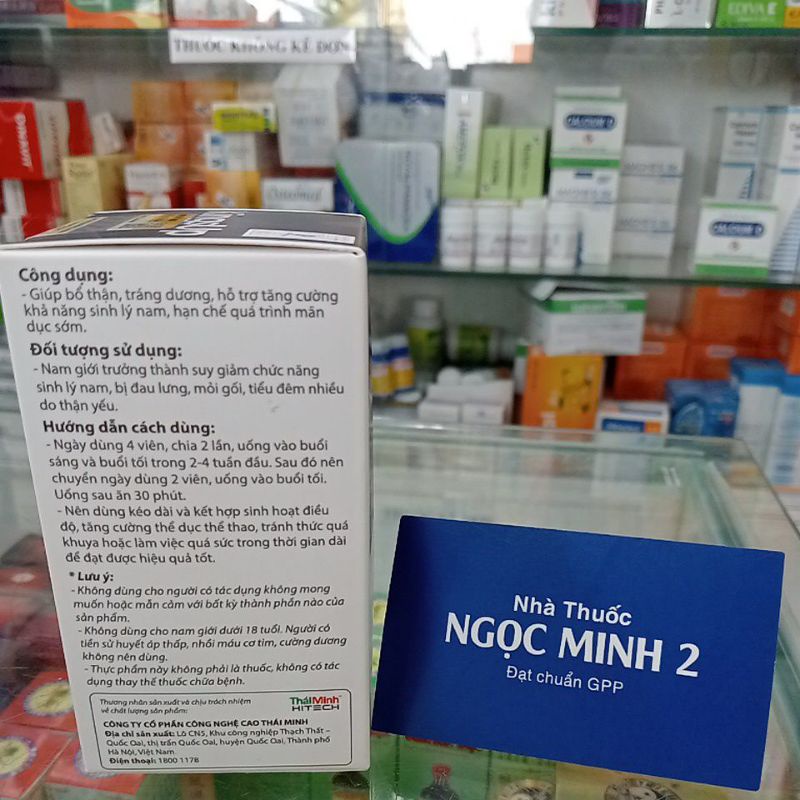 THUỐC KHÔNG KÊ ĐƠN
EDIVA E
CALCIUM D
CALCIUM D
Công dụng:
- Giúp bổ thận, tráng dương, hỗ trợ tăng cường
khả năng sinh lý nam, hạn chế quá trình mãn
dục sớm.
Đối tượng sử dụng:
- Nam giới trưởng thành suy giảm chức năng
sinh lý nam, bị đau lưng, mỏi gối, tiểu đêm nhiều
do thận yếu.
Hướng dẫn cách dùng:
- Ngày dùng 4 viên, chia 2 lần, uống vào buổi
sáng và buổi tối trong 2-4 tuần đầu. Sau đó nên
chuyển ngày dùng 2 viên, uống vào buổi tối.
Uống sau ăn 30 phút.
- Nên dùng kéo dài và kết hợp sinh hoạt điều
độ, tăng cường thể dục thể thao, tránh thức quá
khuya hoặc làm việc quá sức trong thời gian dài
để đạt được hiệu quả tốt.
* Lưu ý:
- Không dùng cho người có tác dụng không mong
muốn hoặc mẫn cảm với bất kỳ thành phần nào của
sản phẩm.
- Không dùng cho nam giới dưới 18 tuổi. Người có
tiền sử huyết áp thấp, nhồi máu cơ tim, cường dương
không nên dùng.
- Thực phẩm này không phải là thuốc, không có tác
dụng thay thế thuốc chữa bệnh.
Thương nhân sản xuất và chịu trách nhiệm
về chất lượng sản phẩm:
TháiMinh
HITECH
CÔNG TY CỔ PHẦN CÔNG NGHỆ CAO THÁI MINH
Địa chỉ sản xuất: Lô CN5, Khu công nghiệp Thạch Thất –
Quốc Oai, thị trấn Quốc Oai, huyện Quốc Oai, Thành phố
Hà Nội, Việt Nam.
Điện thoại: 1800 1178
Nhà Thuốc
NGỌC MINH 2
Đạt chuẩn GPP